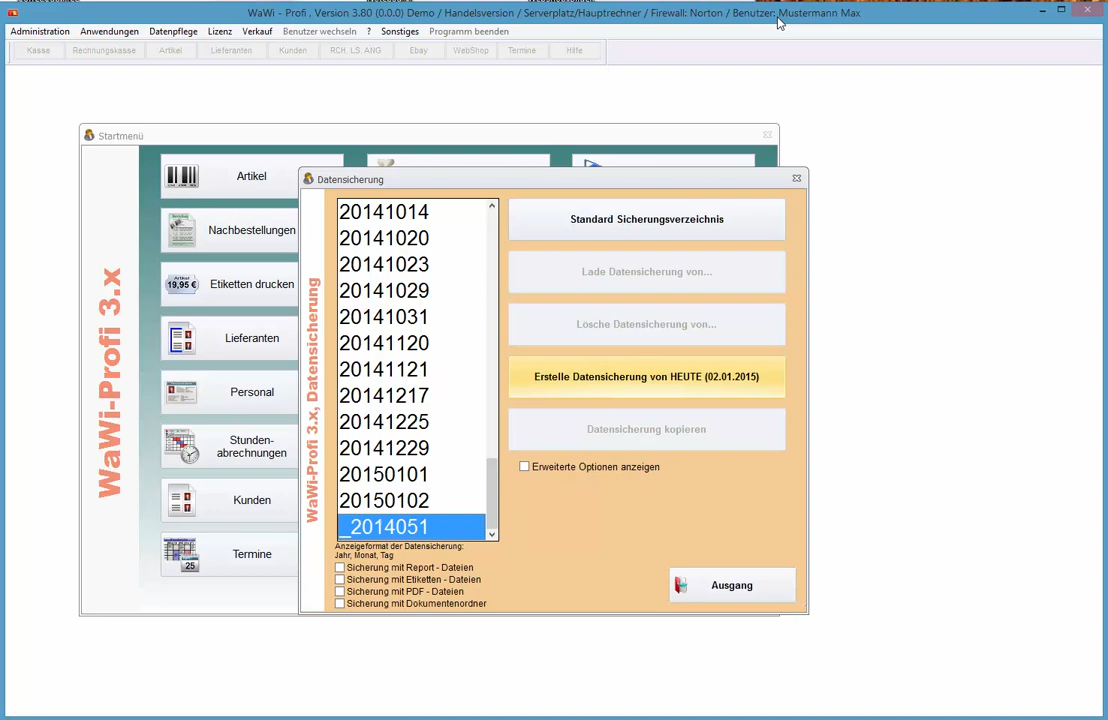 WaWi - Profi , Version 3.80 (0.0.0) Demo / Handelsversion / Serverplatz/Hauptrechner / Firewall: Norton / Benutzer: Mustermann Max
Administration Anwendungen Datenpflege Lizenz Verkauf Benutzer wechseln ? Sonstiges Programm beenden
Kasse Rechnungskasse Artikel Lieferanten Kunden RCH. LS. ANG Ebay WebShop Termine Hilfe
Startmenü
WaWi-Profi 3.x
Artikel
Nachbestellungen
Artikel
19,95 €
Etiketten drucken
Lieferanten
Personal
Stunden-
abrechnungen
Kunden
25
Termine
Datensicherung
WaWi-Profi 3.x, Datensicherung
20141014
20141020
20141023
20141029
20141031
20141120
20141121
20141217
20141225
20141229
20150101
20150102
_2014051
Anzeigeformat der Datensicherung:
Jahr, Monat, Tag
Sicherung mit Report - Dateien
Sicherung mit Etiketten - Dateien
Sicherung mit PDF - Dateien
Sicherung mit Dokumentenordner
Standard Sicherungsverzeichnis
Lade Datensicherung von...
Lösche Datensicherung von...
Erstelle Datensicherung von HEUTE (02.01.2015)
Datensicherung kopieren
Erweiterte Optionen anzeigen
Ausgang